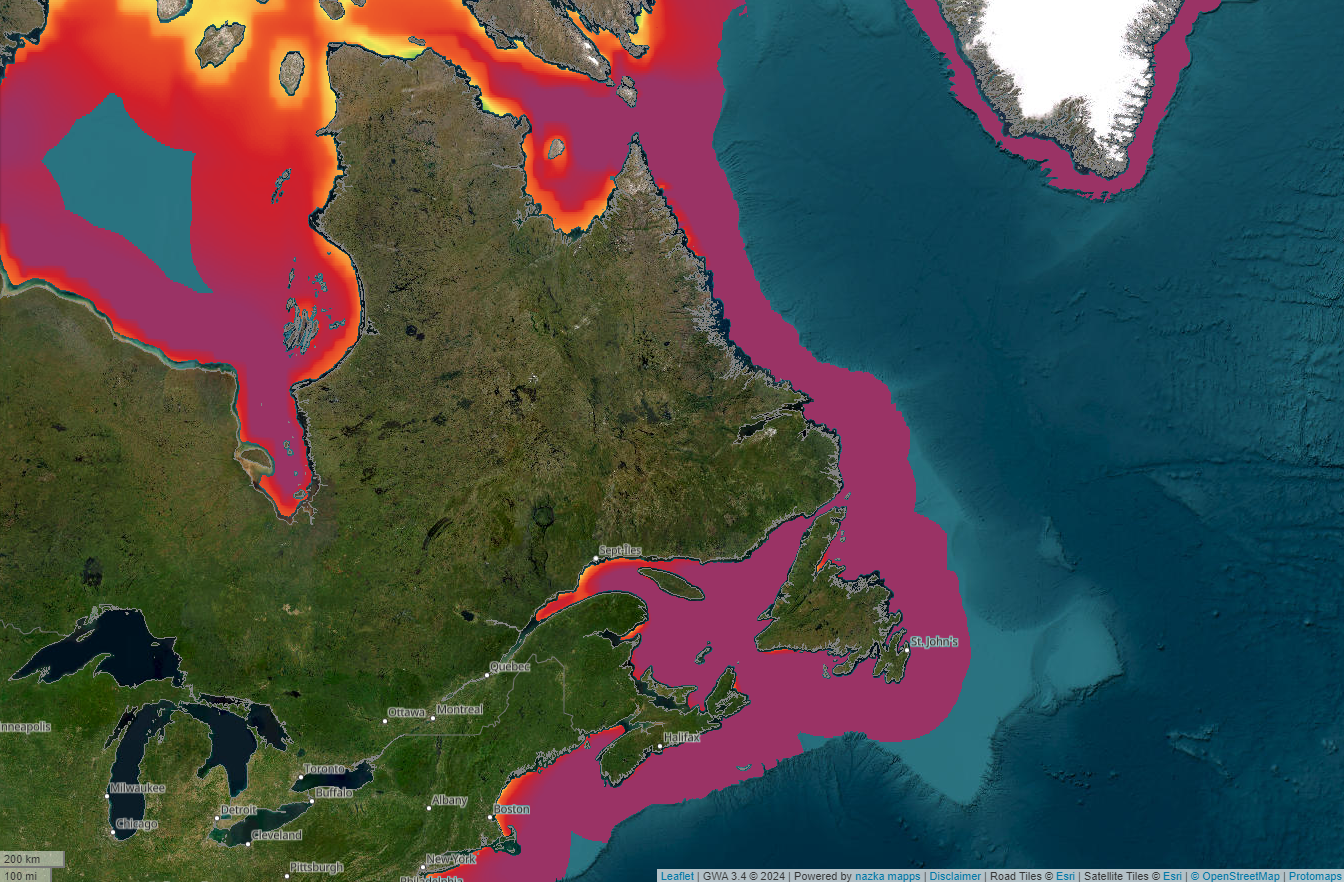 Sept-Îles
St. John's
Quebec
Ottawa
Montreal
nneapolis
Halifax
Toronto
Milwaukee
Buffalo
Albany
Boston
Detroit
Chicago
Cleveland
New York
Pittsburgh
Philadelphia
200 km
100 mi
Leaflet | GWA 3.4 © 2024 | Powered by nazka mapps | Disclaimer | Road Tiles © Esri | Satellite Tiles © Esri | © OpenStreetMap | Protomaps